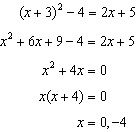 (x + 3)² − 4 = 2x + 5
x² + 6x + 9 − 4 = 2x + 5
x² + 4x = 0
x(x + 4) = 0
x = 0, −4